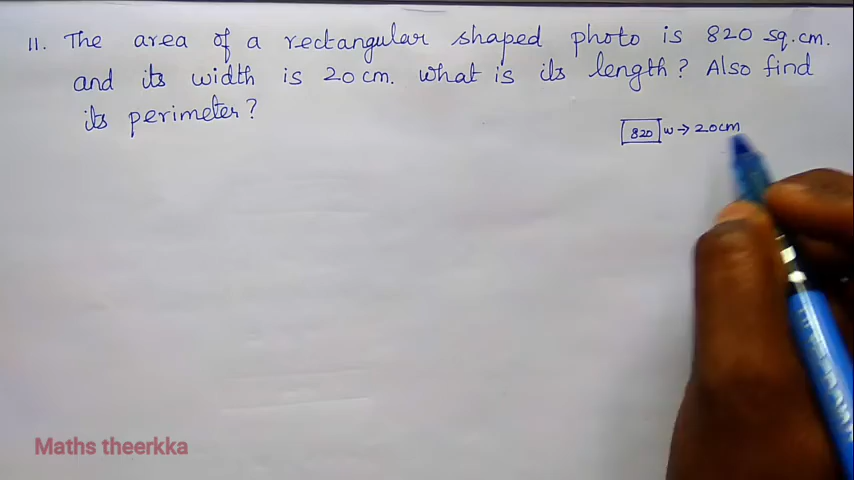 11. The area of a rectangular shaped photo is 820 sq.cm.
and its width is 20 cm. what is its length? Also find
its perimeter?
820 w → 20cm
Maths theerkka